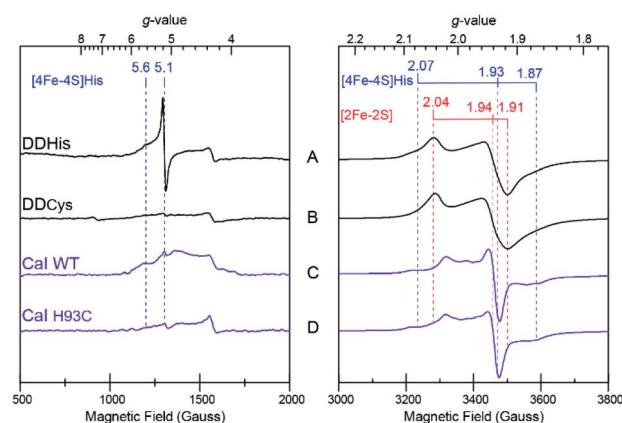 g-value
8 7 6 5 4
[4Fe-4S]His
5.6 5.1
DDHis
DDCys
Cal WT
Cal H93C
500 1000 1500 2000
Magnetic Field (Gauss)
A
B
C
D
g-value
2.2 2.1 2.0 1.9 1.8
[4Fe-4S]His
2.07 1.93 1.87
[2Fe-2S]
2.04 1.94 1.91
3000 3200 3400 3600 3800
Magnetic Field (Gauss)